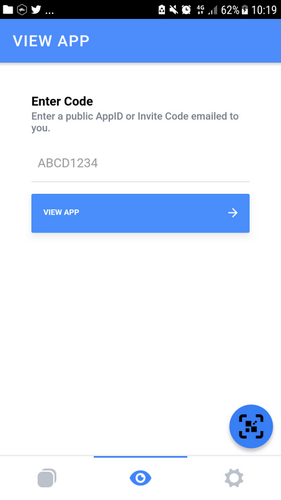 ... 4G 62% 10:19
VIEW APP
Enter Code
Enter a public AppID or Invite Code emailed to
you.
ABCD1234
VIEW APP